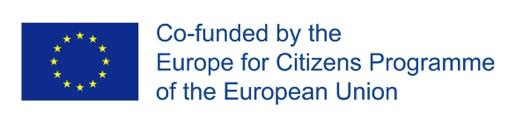 Co-funded by the
Europe for Citizens Programme
of the European Union